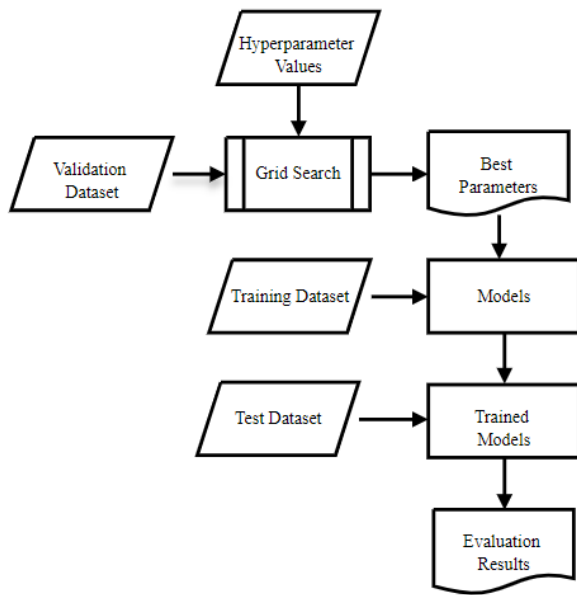 Hyperparameter
Values
Validation
Dataset
Grid Search
Best
Parameters
Training Dataset
Models
Test Dataset
Trained
Models
Evaluation
Results